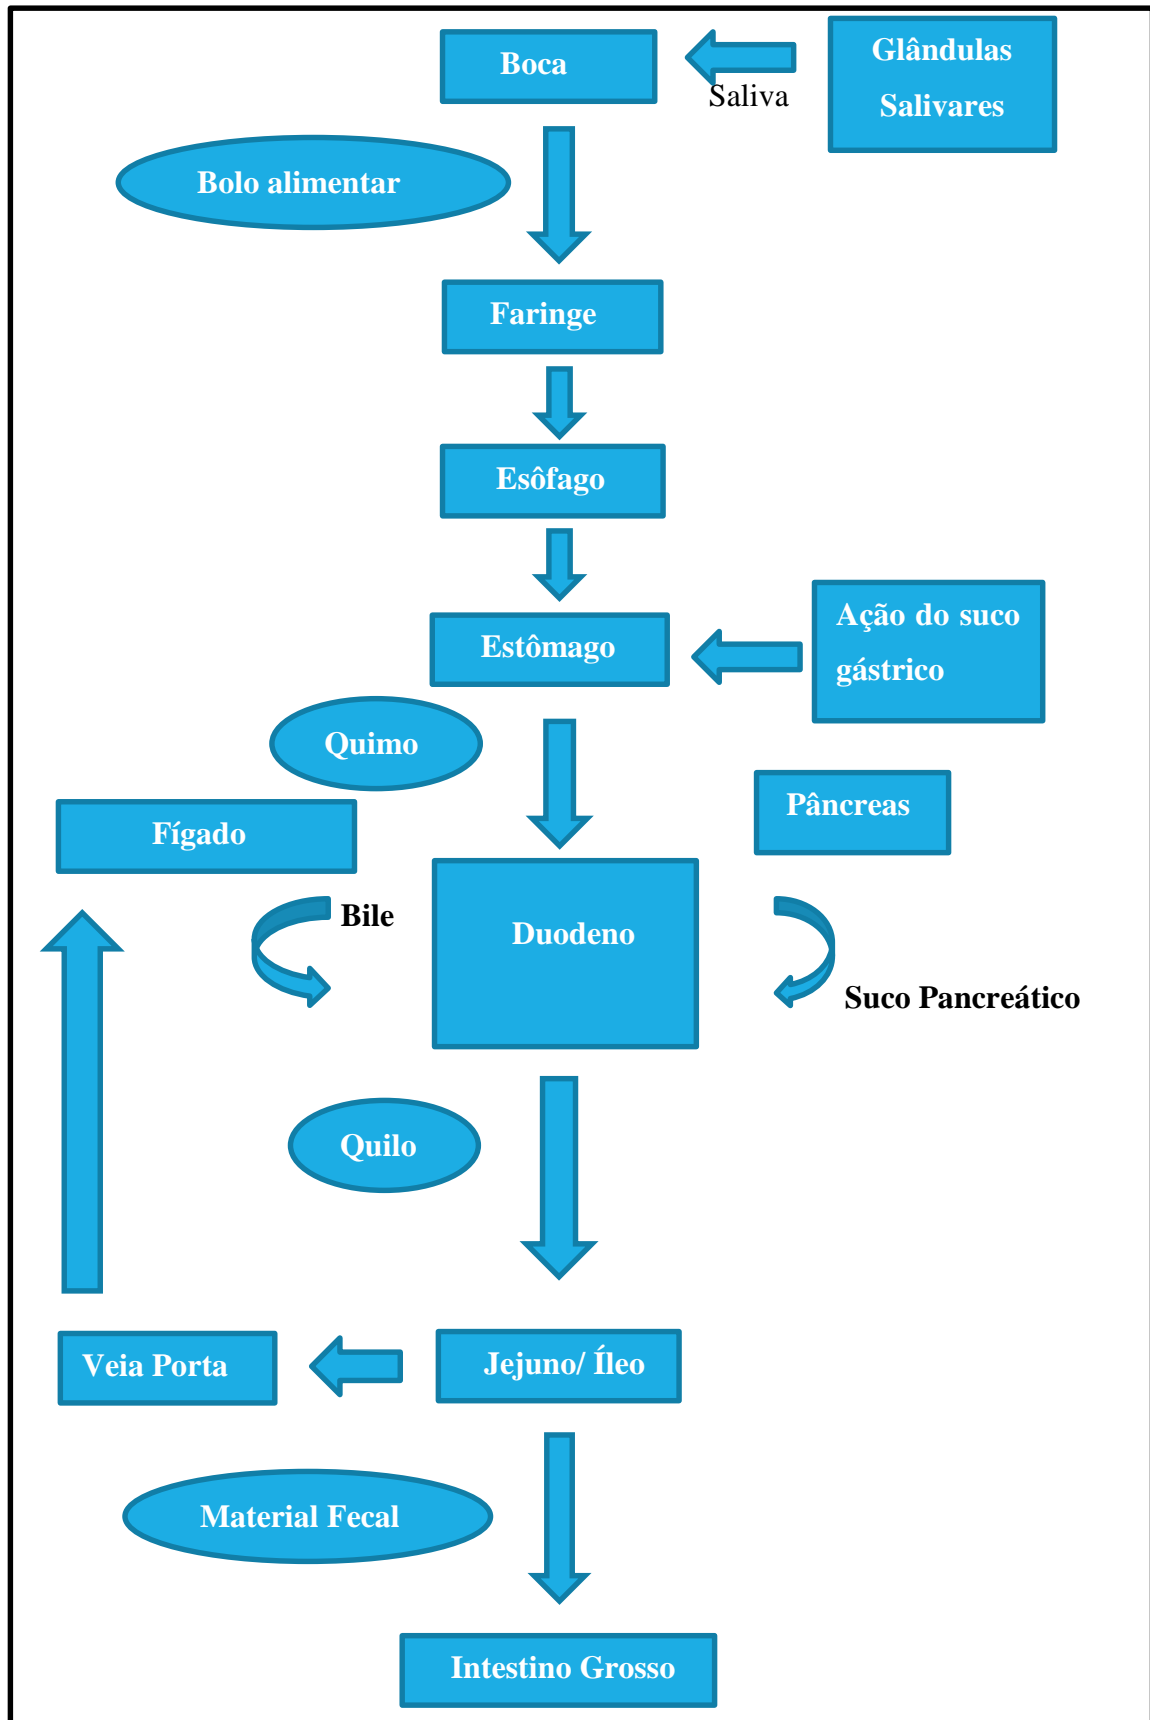 Boca
Glândulas
Salivares
Saliva
Bolo alimentar
Faringe
Esôfago
Estômago
Ação do suco
gástrico
Quimo
Pâncreas
Fígado
Bile
Duodeno
Suco Pancreático
Quilo
Veia Porta
Jejuno/ Íleo
Material Fecal
Intestino Grosso